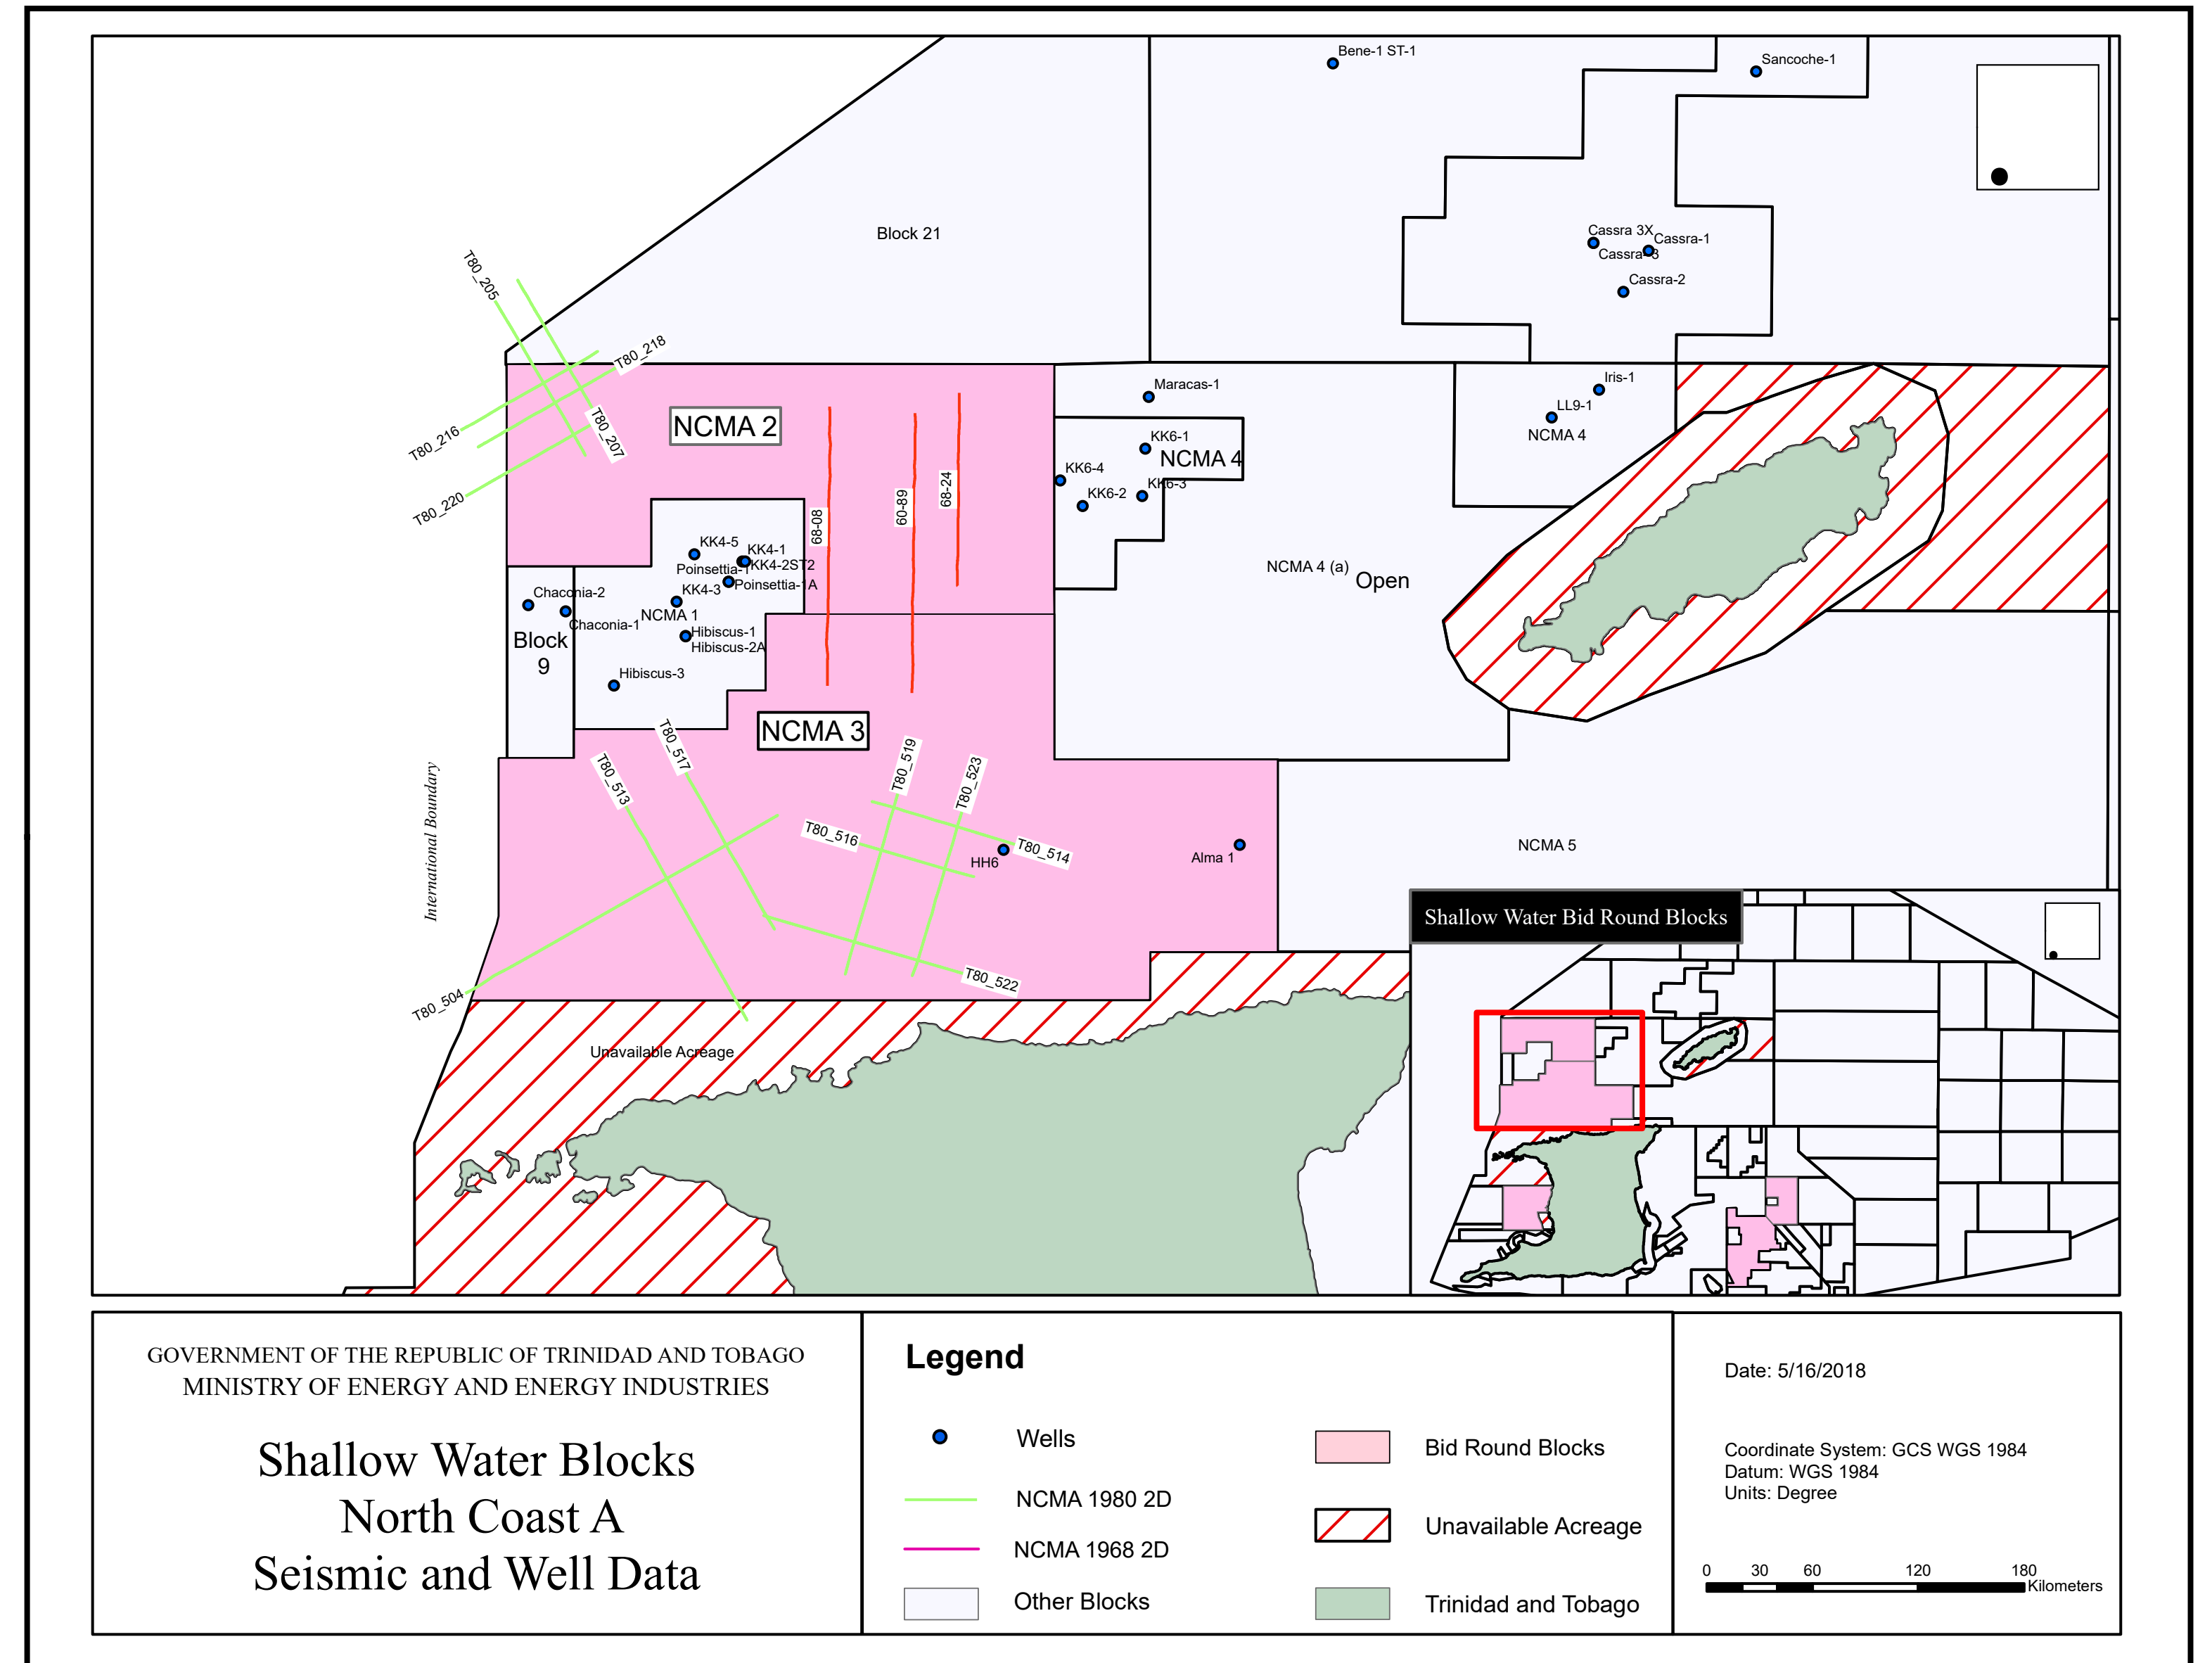 Bene-1 ST-1
Sancoche-1
Block 21
Cassra 3X
Cassra-1
Cassra-3
Cassra-2
T80_205
T80_218
T80_216
T80_207
T80_220
NCMA 2
68-08
60-89
68-24
Maracas-1
KK6-1
NCMA 4
KK6-4
KK6-2
KK6-3
Iris-1
LL9-1
NCMA 4
NCMA 4 (a)
Open
KK4-5
KK4-1
Poinsettia-1
KK4-2ST2
Poinsettia-1A
KK4-3
NCMA 1
Chaconia-2
Chaconia-1
Block
9
Hibiscus-1
Hibiscus-2A
Hibiscus-3
NCMA 3
T80_517
T80_513
T80_519
T80_523
T80_516
T80_514
HH6
Alma 1
NCMA 5
International Boundary
T80_504
T80_522
Unavailable Acreage
Shallow Water Bid Round Blocks
GOVERNMENT OF THE REPUBLIC OF TRINIDAD AND TOBAGO
MINISTRY OF ENERGY AND ENERGY INDUSTRIES
Shallow Water Blocks
North Coast A
Seismic and Well Data
Legend
Wells
NCMA 1980 2D
NCMA 1968 2D
Other Blocks
Bid Round Blocks
Unavailable Acreage
Trinidad and Tobago
Date: 5/16/2018
Coordinate System: GCS WGS 1984
Datum: WGS 1984
Units: Degree
0 30 60 120 180
Kilometers